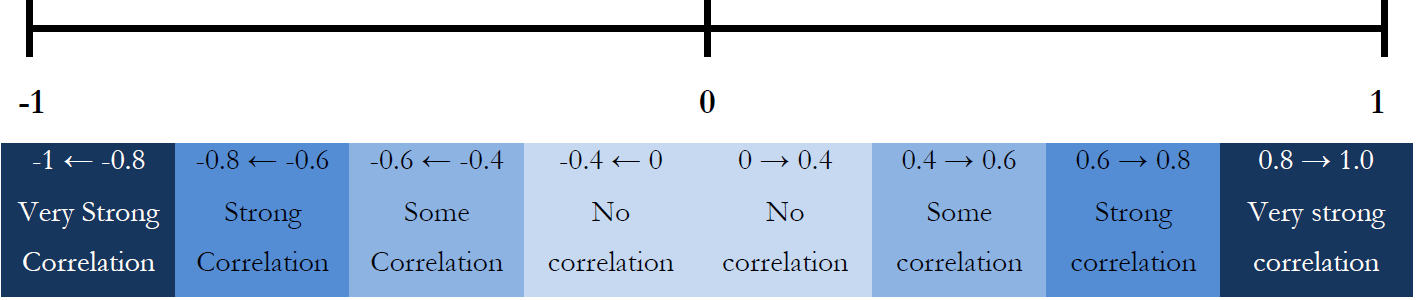 -1 0 1
-1 ← -0.8 -0.8 ← -0.6 -0.6 ← -0.4 -0.4 ← 0 0 → 0.4 0.4 → 0.6 0.6 → 0.8 0.8 → 1.0
Very Strong Strong Some No No Some Strong Very strong
Correlation Correlation Correlation correlation correlation correlation correlation correlation